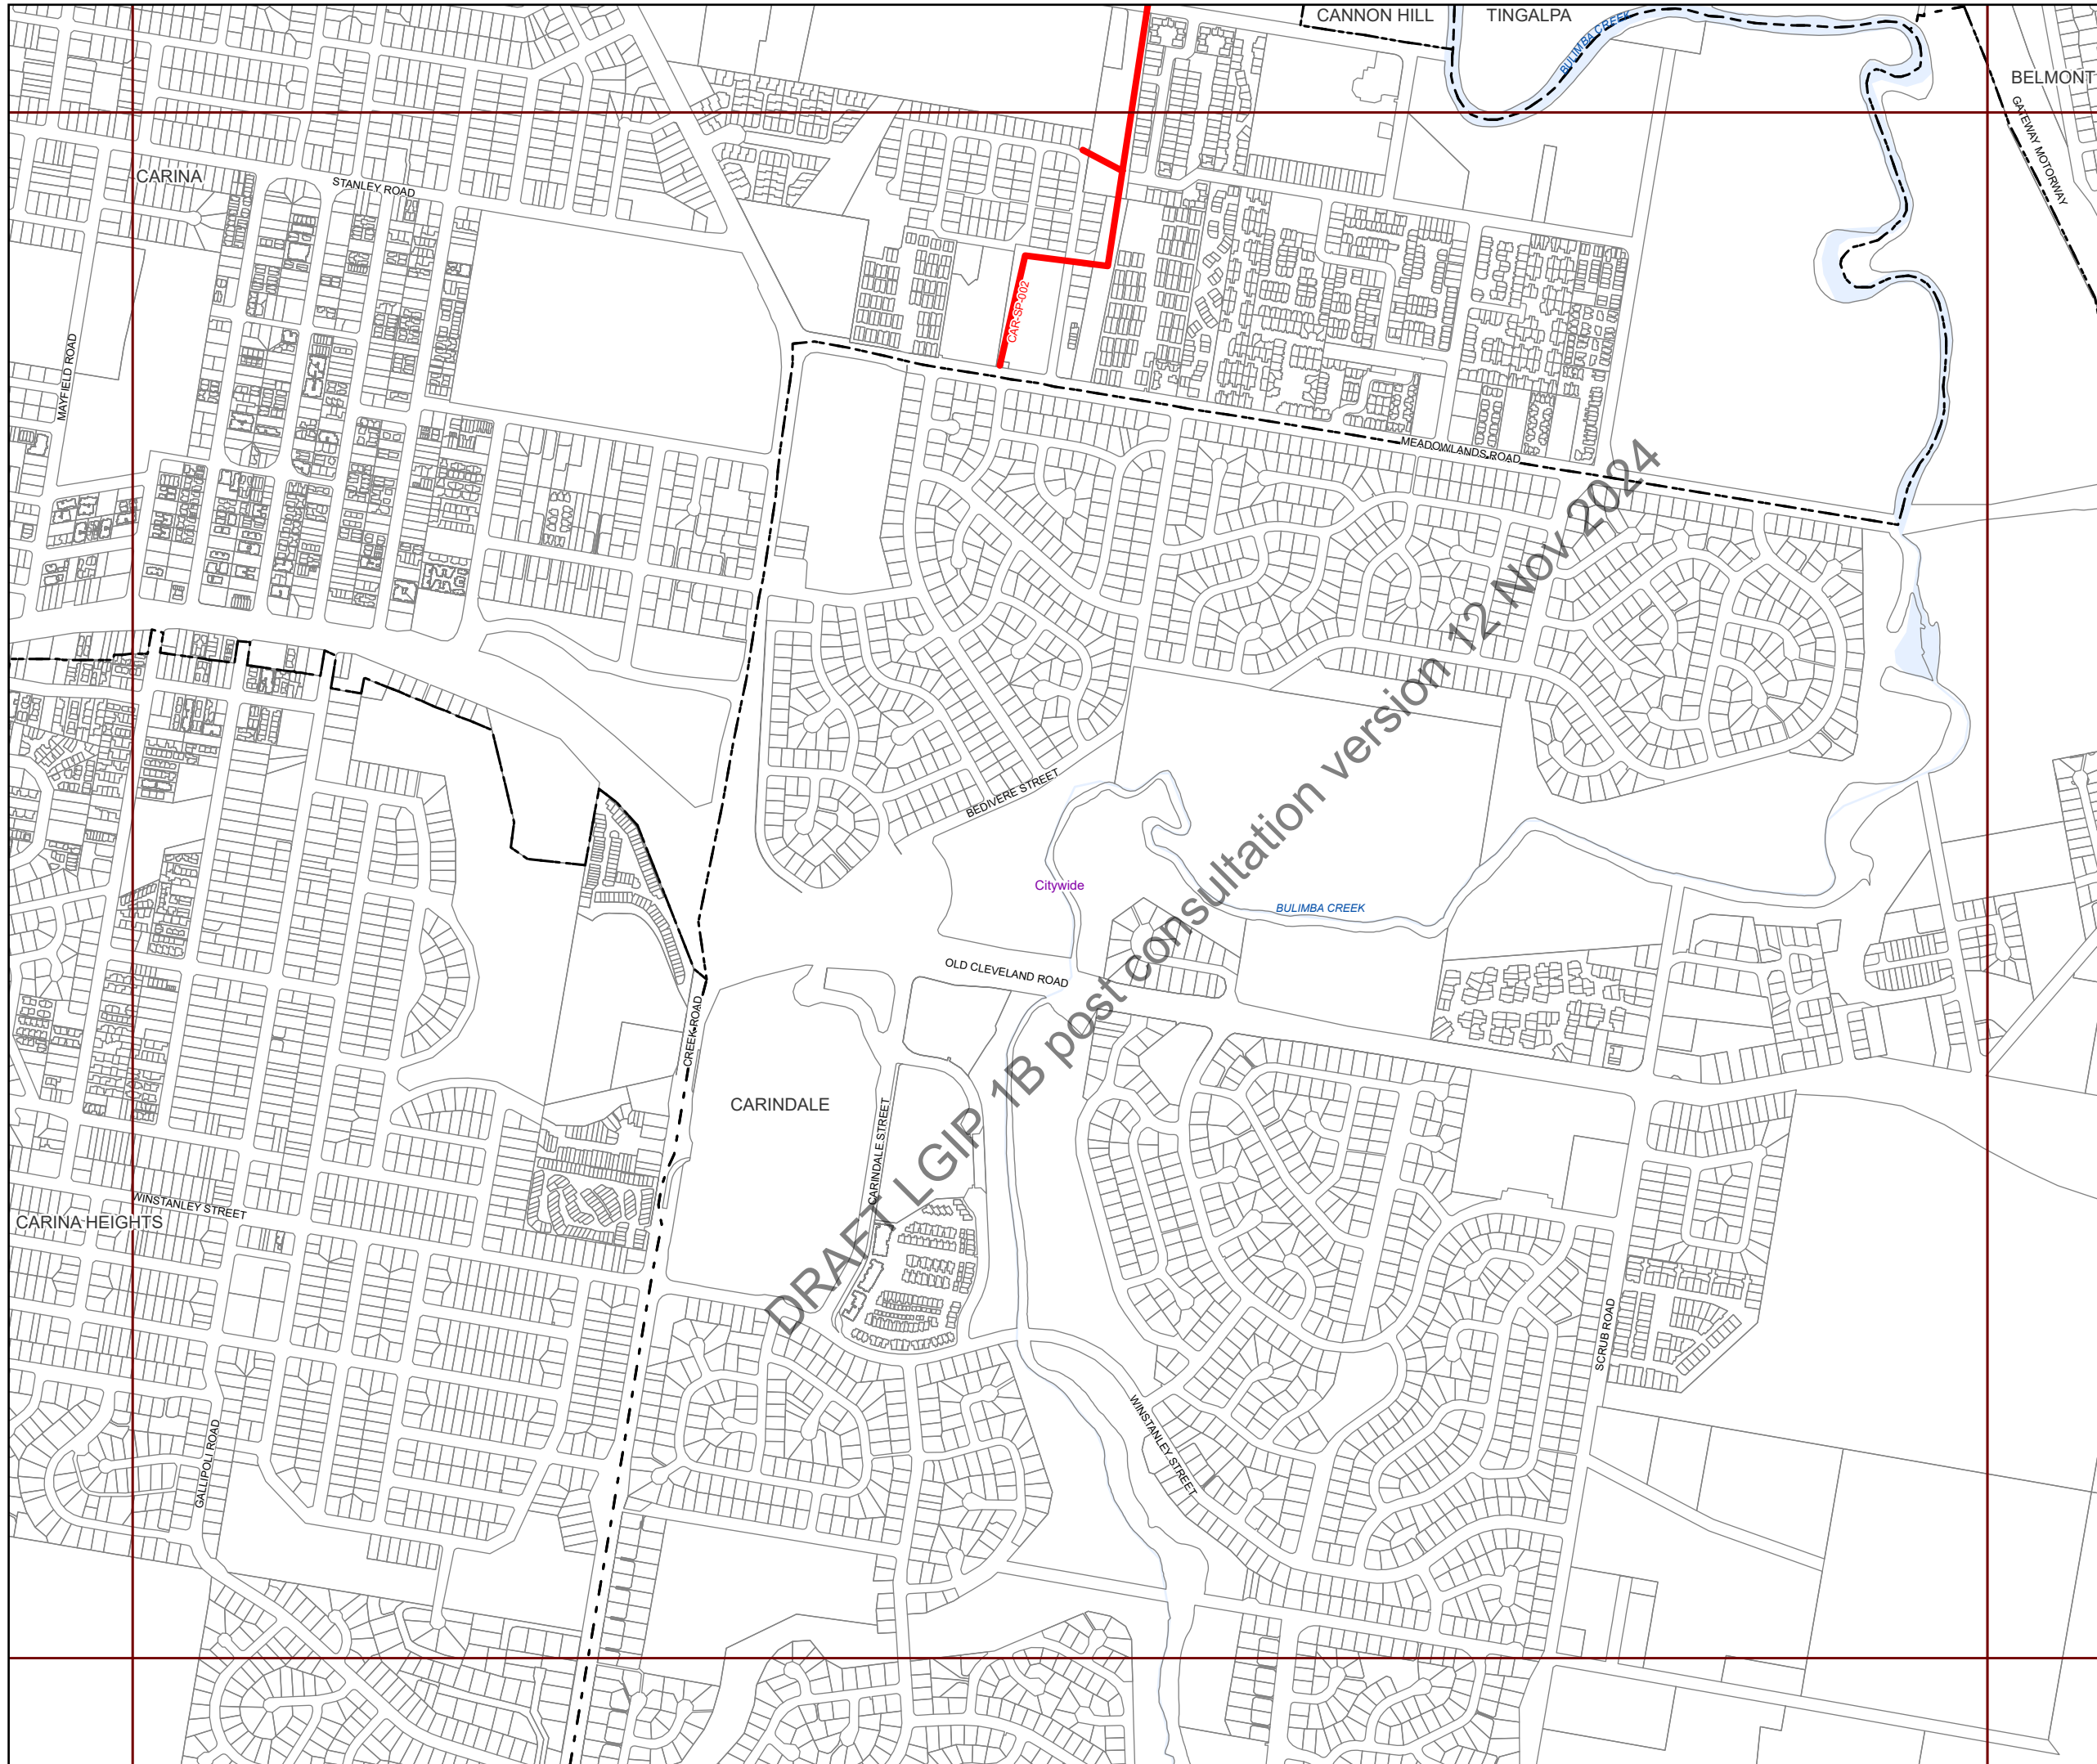 CANNON HILL
TINGALPA
BULIMBA CREEK
BELMONT
GATEWAY MOTORWAY
CARINA
STANLEY ROAD
CAR-SP-002
MAYFIELD ROAD
MEADOWLANDS ROAD
BEDIVERE STREET
Citywide
BULIMBA CREEK
OLD CLEVELAND ROAD
CREEK ROAD
CARINDALE
CARINDALE STREET
WINSTANLEY STREET
CARINA HEIGHTS
SCRUB ROAD
WINSTANLEY STREET
GALLIPOLI ROAD
DRAFT LGIP 1B post consultation version 12 Nov 2024